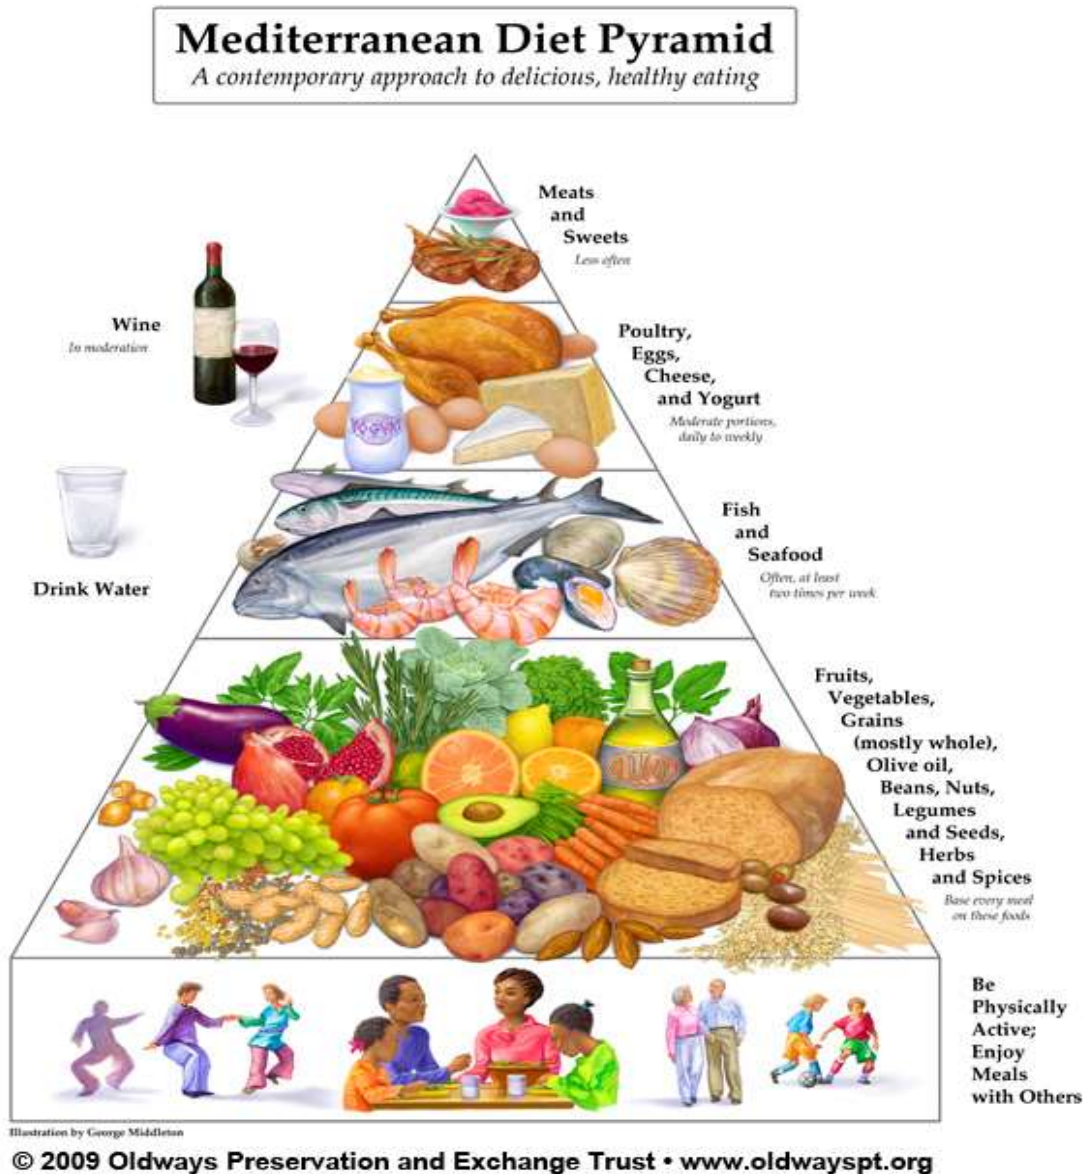 Mediterranean Diet Pyramid
A contemporary approach to delicious, healthy eating
Meats
and
Sweets
Less often
Wine
In moderation
Poultry,
Eggs,
Cheese,
and Yogurt
Moderate portions,
daily to weekly
YOGURT
Drink Water
Fish
and
Seafood
Often, at least
two times per week
Fruits,
Vegetables,
Grains
(mostly whole),
Olive oil,
Beans, Nuts,
Legumes
and Seeds,
Herbs
and Spices
Base every meal
on these foods
Be
Physically
Active;
Enjoy
Meals
with Others
Illustration by George Middleton
© 2009 Oldways Preservation and Exchange Trust • www.oldwayspt.org